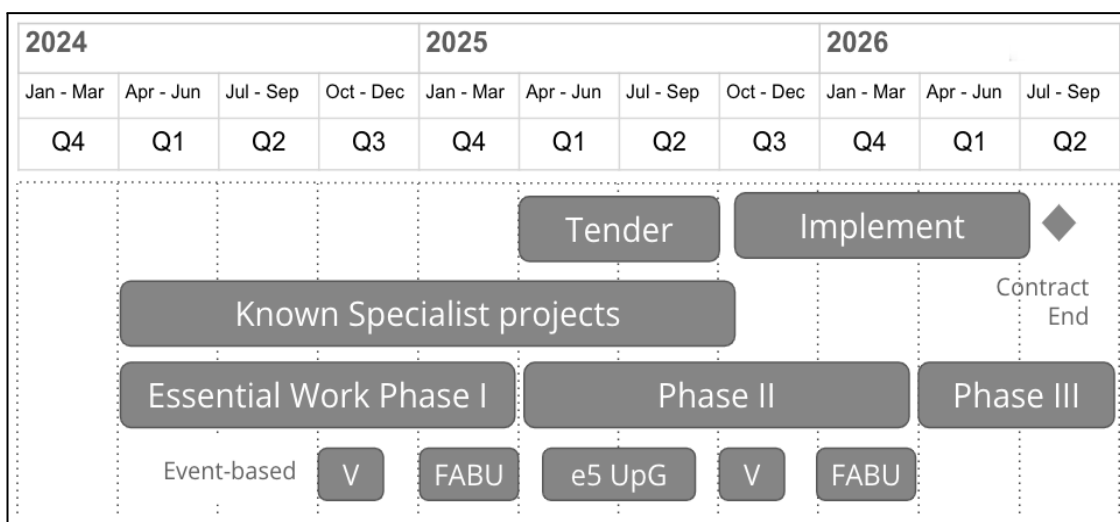 2024 2025 2026
Jan - Mar Apr - Jun Jul - Sep Oct - Dec Jan - Mar Apr - Jun Jul - Sep Oct - Dec Jan - Mar Apr - Jun Jul - Sep
Q4 Q1 Q2 Q3 Q4 Q1 Q2 Q3 Q4 Q1 Q2
Tender Implement
Contract
End
Known Specialist projects
Essential Work Phase I Phase II Phase III
Event-based V FABU e5 UpG V FABU